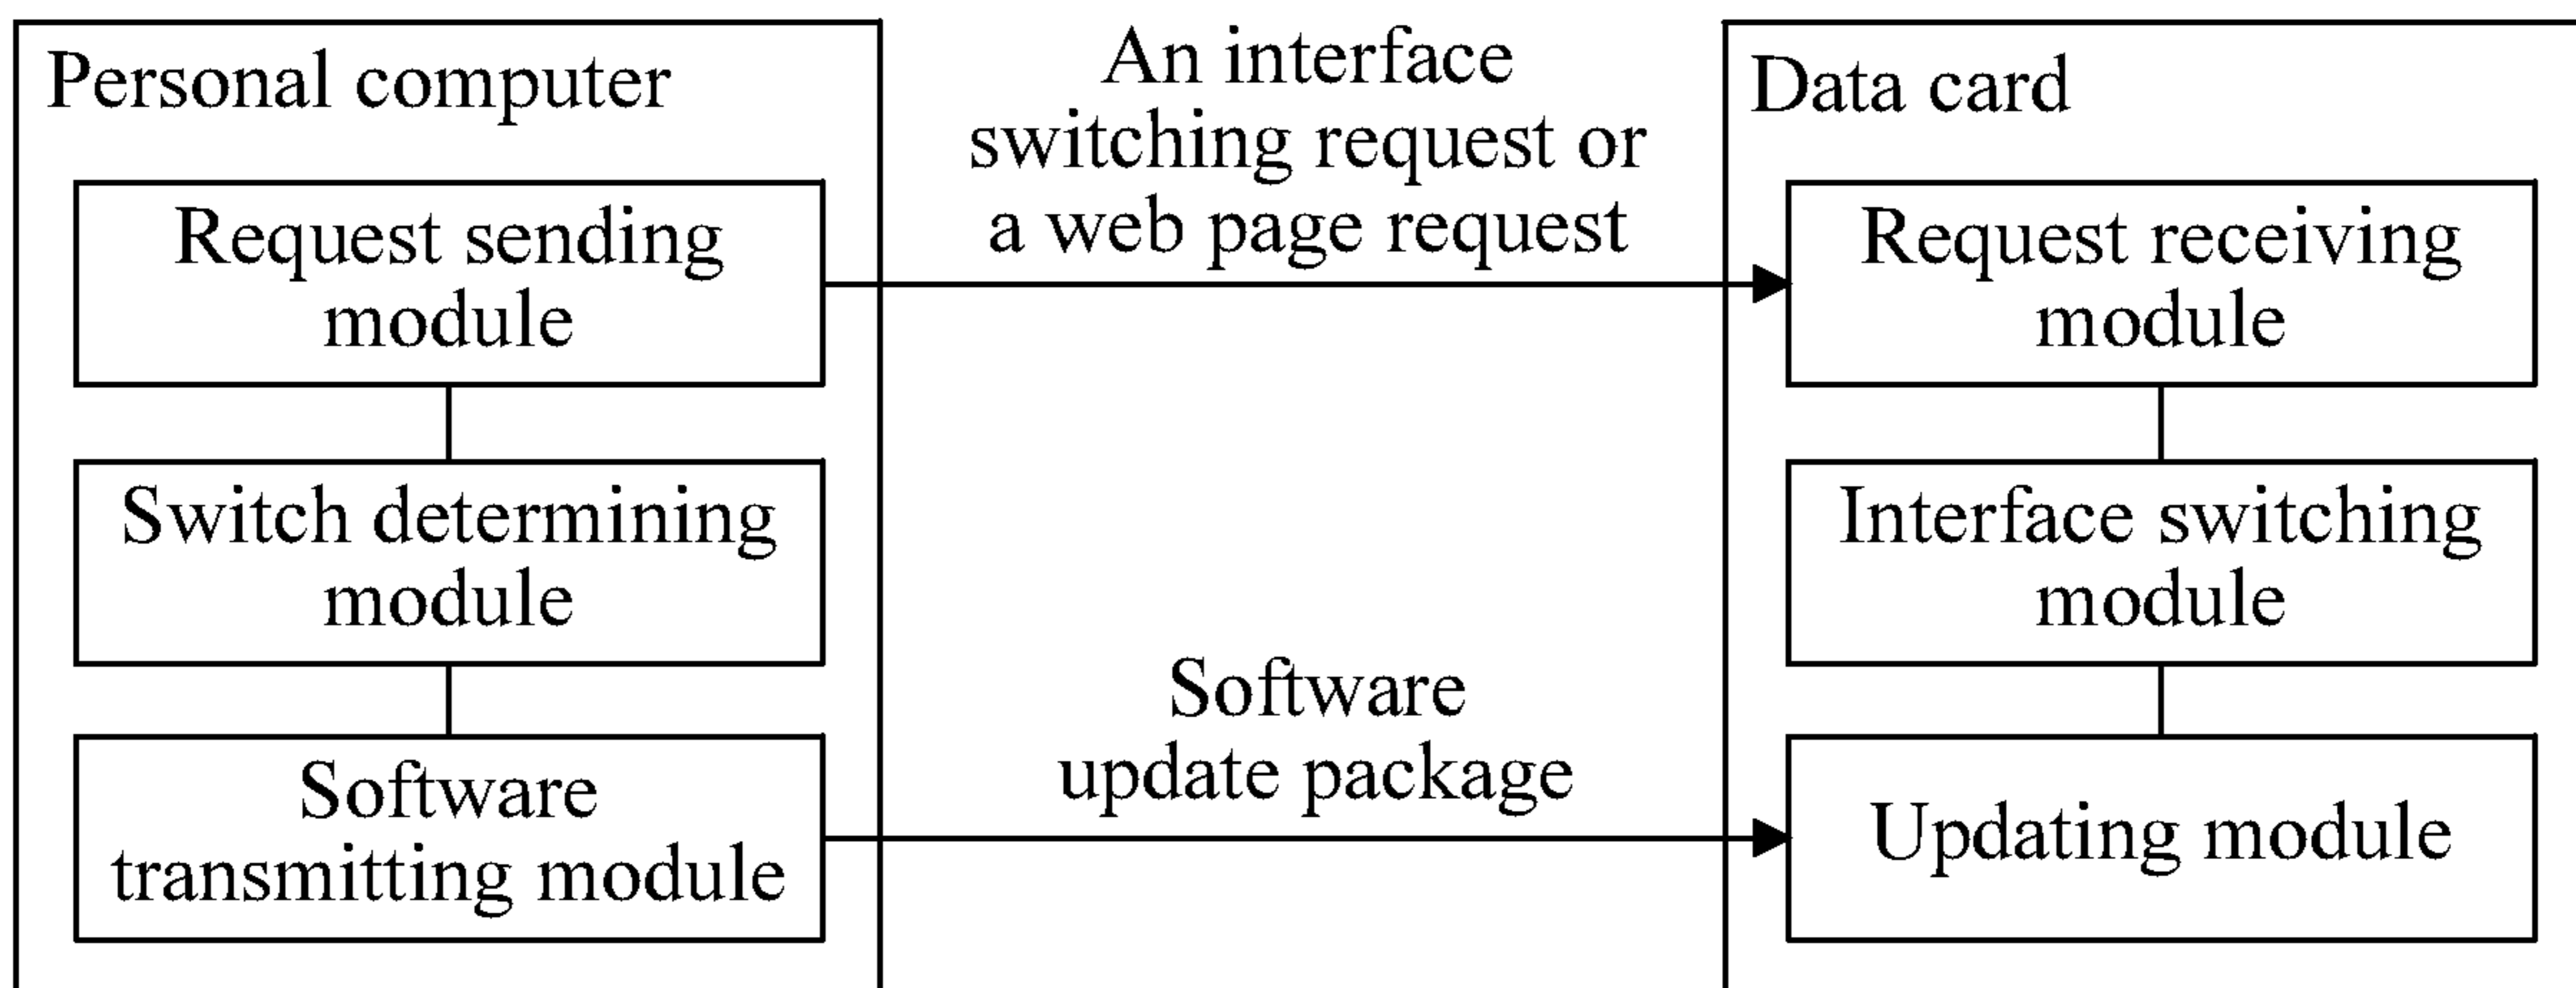 Personal computer
Request sending
module
Switch determining
module
Software
transmitting module
An interface
switching request or
a web page request
Software
update package
Data card
Request receiving
module
Interface switching
module
Updating module